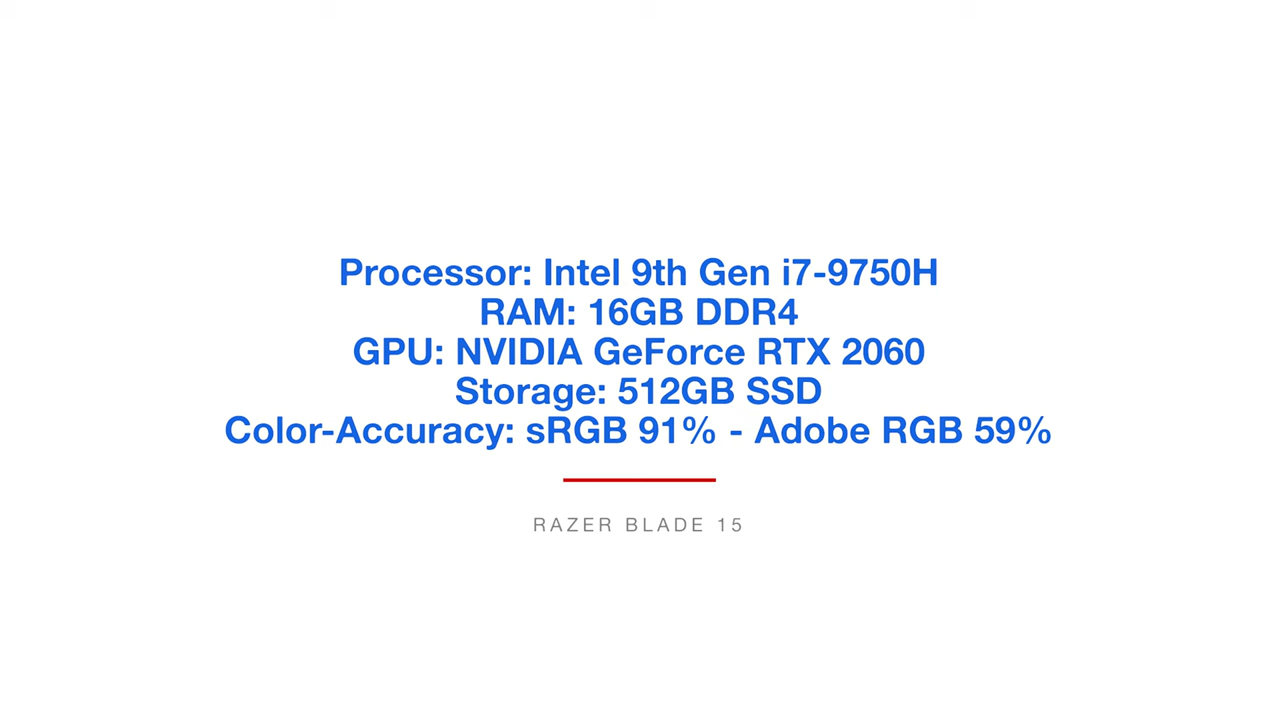 Processor: Intel 9th Gen i7-9750H
RAM: 16GB DDR4
GPU: NVIDIA GeForce RTX 2060
Storage: 512GB SSD
Color-Accuracy: sRGB 91% - Adobe RGB 59%
RAZER BLADE 15